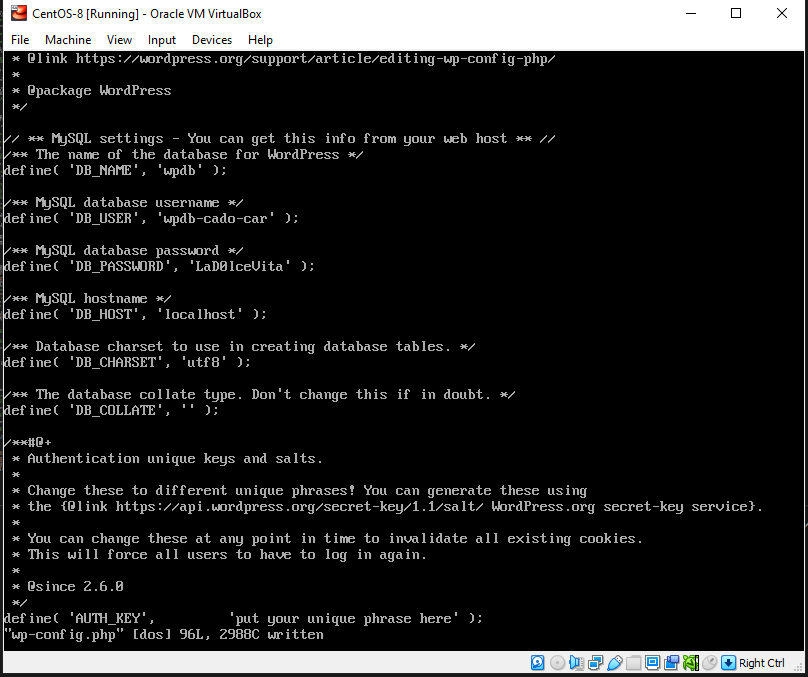 CentOS-8 [Running] - Oracle VM VirtualBox
File Machine View Input Devices Help
 * @link https://wordpress.org/support/article/editing-wp-config-php/
 *
 * @package WordPress
 */
// ** MySQL settings - You can get this info from your web host ** //
/** The name of the database for WordPress */
define( 'DB_NAME', 'wpdb' );
/** MySQL database username */
define( 'DB_USER', 'wpdb-cado-car' );
/** MySQL database password */
define( 'DB_PASSWORD', 'LaD0lceVita' );
/** MySQL hostname */
define( 'DB_HOST', 'localhost' );
/** Database charset to use in creating database tables. */
define( 'DB_CHARSET', 'utf8' );
/** The database collate type. Don't change this if in doubt. */
define( 'DB_COLLATE', '' );
/**#@+
 * Authentication unique keys and salts.
 *
 * Change these to different unique phrases! You can generate these using
 * the {@link https://api.wordpress.org/secret-key/1.1/salt/ WordPress.org secret-key service}.
 *
 * You can change these at any point in time to invalidate all existing cookies.
 * This will force all users to have to log in again.
 *
 * @since 2.6.0
 */
define( 'AUTH_KEY',         'put your unique phrase here' );
"wp-config.php" [dos] 96L, 2988C written
Right Ctrl